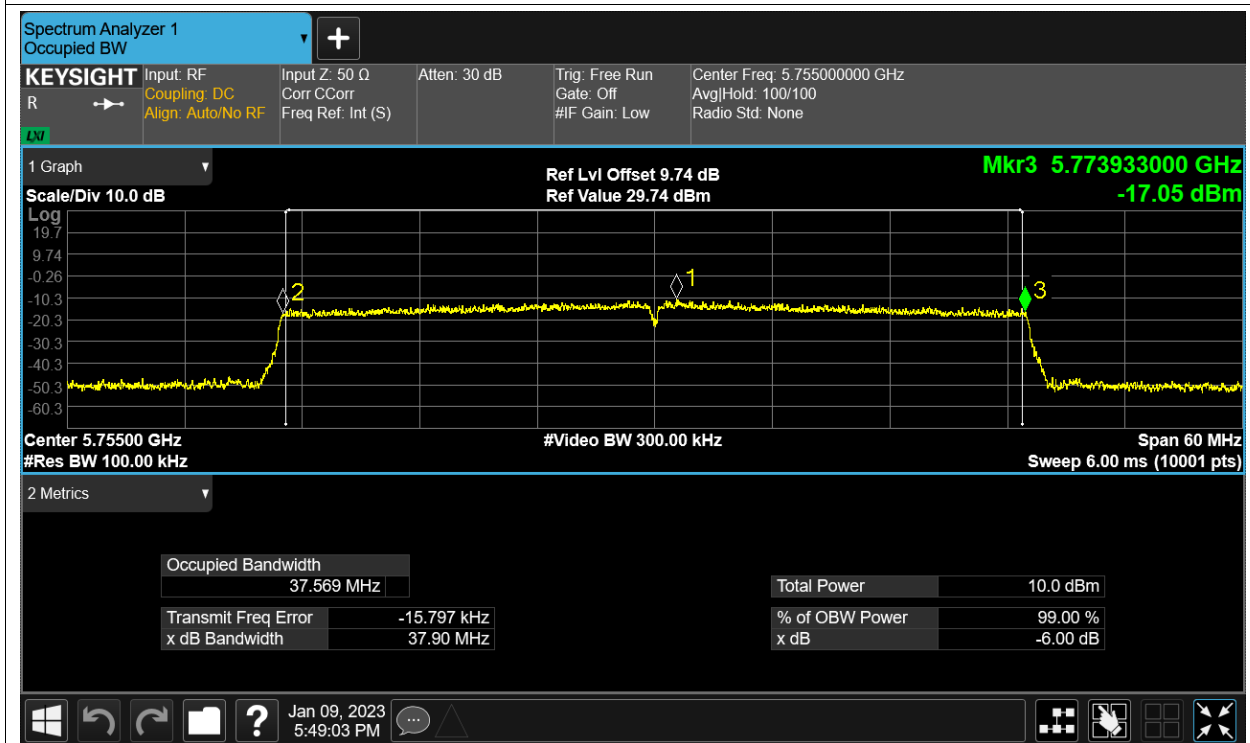 Spectrum Analyzer 1
Occupied BW
KEYSIGHT
R
LXI
Input: RF
Coupling: DC
Align: Auto/No RF
Input Z: 50 Ω
Corr CCorr
Freq Ref: Int (S)
Atten: 30 dB
Trig: Free Run
Gate: Off
#IF Gain: Low
Center Freq: 5.755000000 GHz
Avg|Hold: 100/100
Radio Std: None
1 Graph
Scale/Div 10.0 dB
Ref Lvl Offset 9.74 dB
Ref Value 29.74 dBm
Mkr3 5.773933000 GHz
-17.05 dBm
Log
19.7
9.74
-0.26
-10.3
-20.3
-30.3
-40.3
-50.3
-60.3
2
1
3
Center 5.75500 GHz
#Res BW 100.00 kHz
#Video BW 300.00 kHz
Span 60 MHz
Sweep 6.00 ms (10001 pts)
2 Metrics
Occupied Bandwidth
37.569 MHz
Transmit Freq Error -15.797 kHz
x dB Bandwidth 37.90 MHz
Total Power 10.0 dBm
% of OBW Power 99.00 %
x dB -6.00 dB
?
Jan 09, 2023
5:49:03 PM